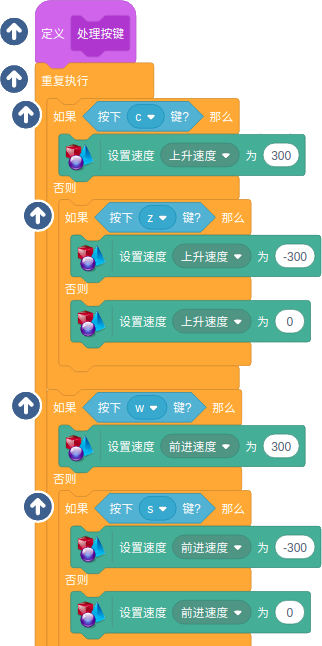 定义 处理按键
重复执行
如果 按下 c 键? 那么
设置速度 上升速度 为 300
否则
如果 按下 z 键? 那么
设置速度 上升速度 为 -300
否则
设置速度 上升速度 为 0
如果 按下 w 键? 那么
设置速度 前进速度 为 300
否则
如果 按下 s 键? 那么
设置速度 前进速度 为 -300
否则
设置速度 前进速度 为 0